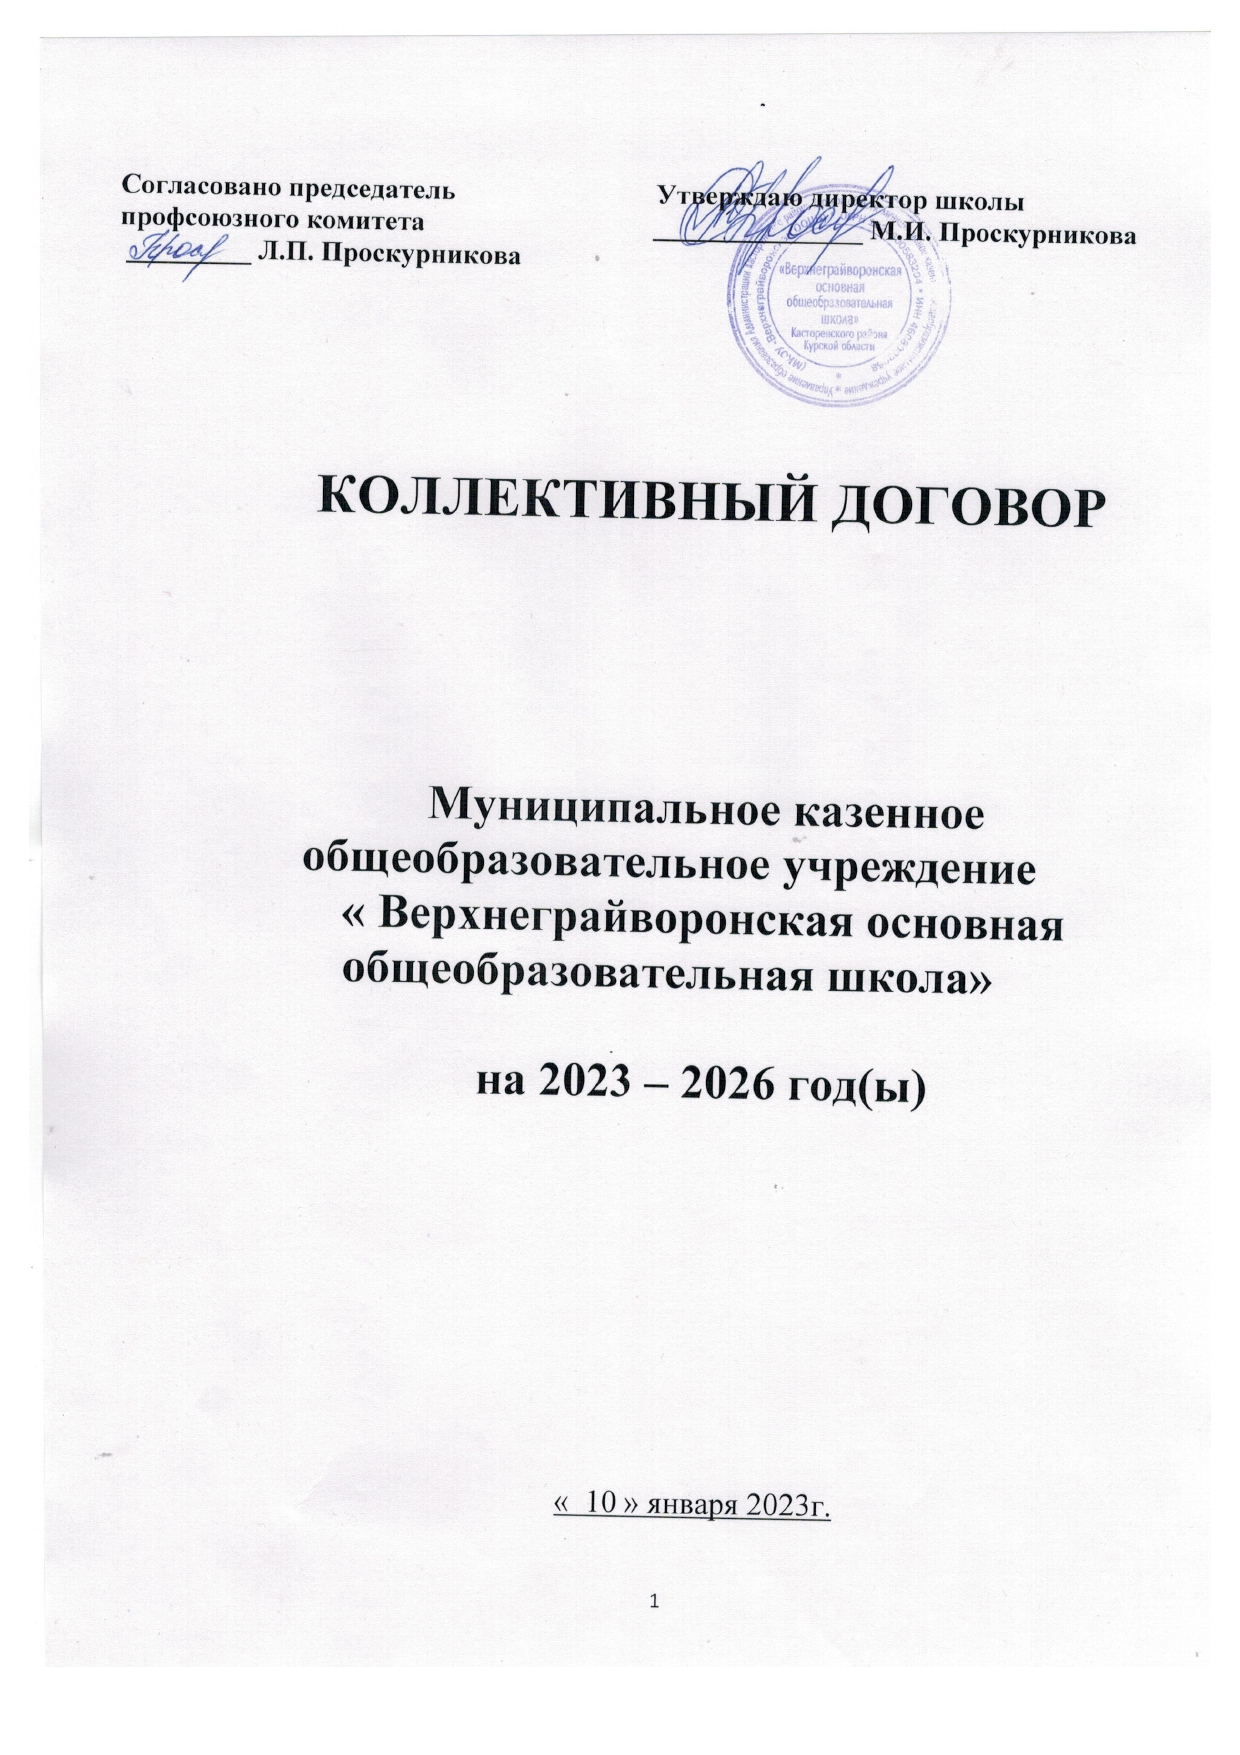 Согласовано председатель
профсоюзного комитета
Л.П. Проскурникова
Утверждаю директор школы
М.И. Проскурникова
«Верхнеграйворонская
основная
общеобразовательная
школа»
Касторенского района
Курской области
КОЛЛЕКТИВНЫЙ ДОГОВОР
Муниципальное казенное
общеобразовательное учреждение
« Верхнеграйворонская основная
общеобразовательная школа»
на 2023 – 2026 год(ы)
« 10 » января 2023г.
1